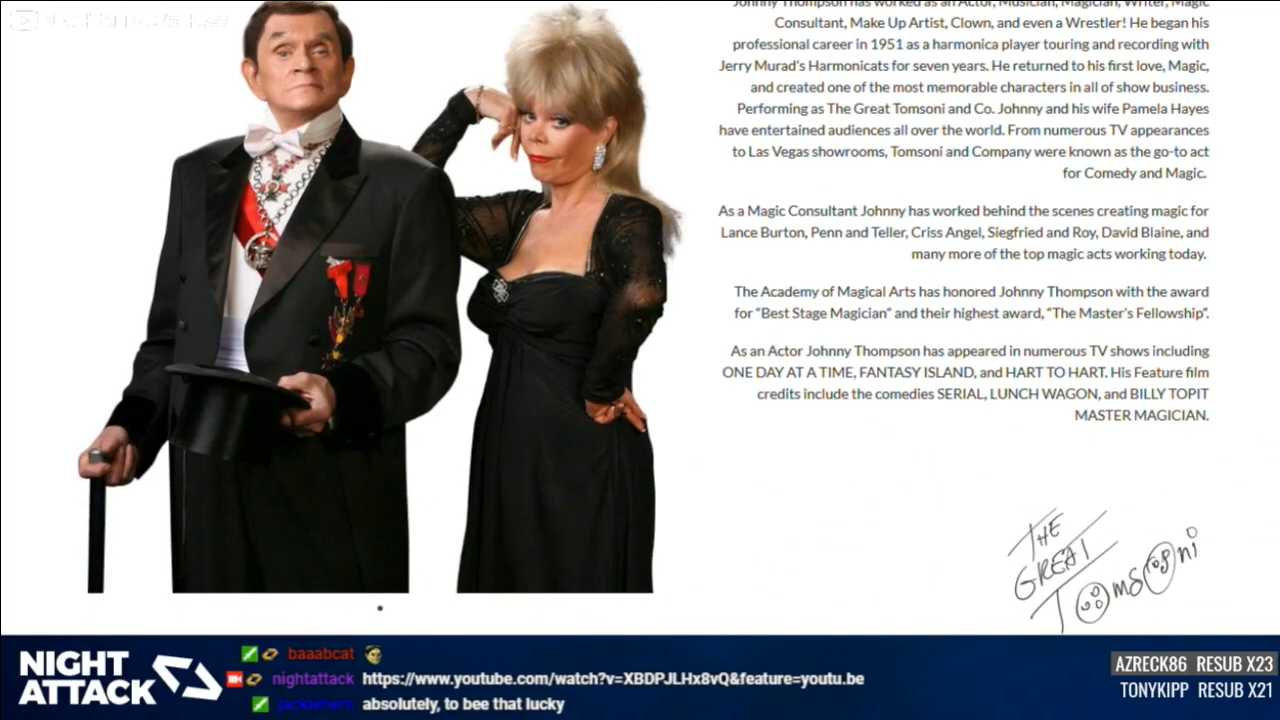 Johnny Thompson has worked as an Actor, Musician, Magician, Writer, Magic
Consultant, Make Up Artist, Clown, and even a Wrestler! He began his
professional career in 1951 as a harmonica player touring and recording with
Jerry Murad's Harmonicats for seven years. He returned to his first love, Magic,
and created one of the most memorable characters in all of show business.
Performing as The Great Tomsoni and Co. Johnny and his wife Pamela Hayes
have entertained audiences all over the world. From numerous TV appearances
to Las Vegas showrooms, Tomsoni and Company were known as the go-to act
for Comedy and Magic.
As a Magic Consultant Johnny has worked behind the scenes creating magic for
Lance Burton, Penn and Teller, Criss Angel, Siegfried and Roy, David Blaine, and
many more of the top magic acts working today.
The Academy of Magical Arts has honored Johnny Thompson with the award
for "Best Stage Magician" and their highest award, "The Master's Fellowship".
As an Actor Johnny Thompson has appeared in numerous TV shows including
ONE DAY AT A TIME, FANTASY ISLAND, and HART TO HART. His Feature film
credits include the comedies SERIAL, LUNCH WAGON, and BILLY TOPIT
MASTER MAGICIAN.
THE
GREAT
Tomsoni
NIGHT
ATTACK
baaabcat
nightattack https://www.youtube.com/watch?v=XBDPJLHx8vQ&feature=youtu.be
absolutely, to bee that lucky
AZRECK86 RESUB X23
TONYKIPP RESUB X21